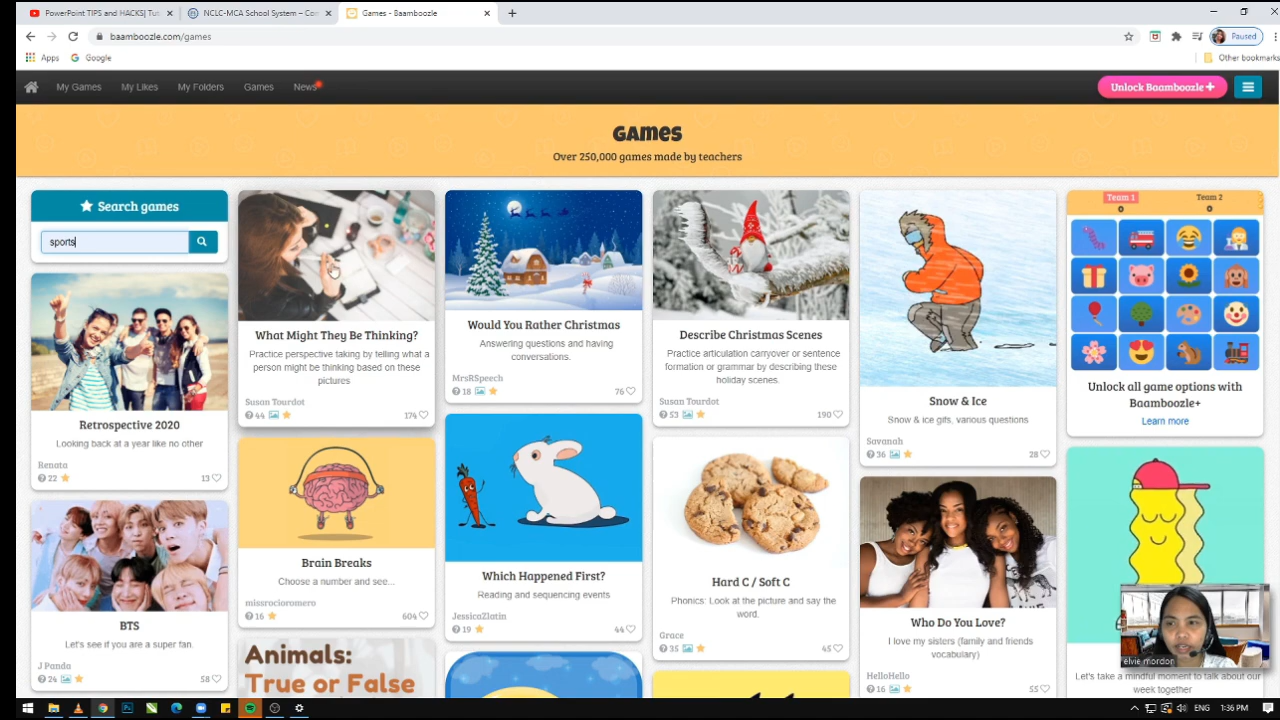 PowerPoint TIPS and HACKS| Tut
NCLC-MCA School System – Com
Games - Baamboozle
baamboozle.com/games
Paused
Apps
Google
Other bookmarks
My Games
My Likes
My Folders
Games
News
Unlock Baamboozle+
Games
Over 250,000 games made by teachers
Search games
sports
Retrospective 2020
Looking back at a year like no other
Renata
22
13
BTS
Let's see if you are a super fan.
J Panda
24
58
What Might They Be Thinking?
Practice perspective taking by telling what a
person might be thinking based on these
pictures
Susan Tourdot
44
174
Brain Breaks
Choose a number and see...
missrocioromero
16
604
Animals:
True or False
Would You Rather Christmas
Answering questions and having
conversations.
MrsRSpeech
18
76
Which Happened First?
Reading and sequencing events
JessicaZlatin
19
44
Describe Christmas Scenes
Practice articulation carryover or sentence
formation or grammar by describing these
holiday scenes.
Susan Tourdot
53
190
Hard C / Soft C
Phonics: Look at the picture and say the
word.
Grace
35
45
Snow & Ice
Snow & ice gifs, various questions
Savanah
36
28
Who Do You Love?
I love my sisters (family and friends
vocabulary)
HelloHello
16
55
Team 1
Team 2
0
0
Unlock all game options with
Baamboozle+
Learn more
elvie mordon
Let's take a mindful moment to talk about our
week together
ENG
1:36 PM